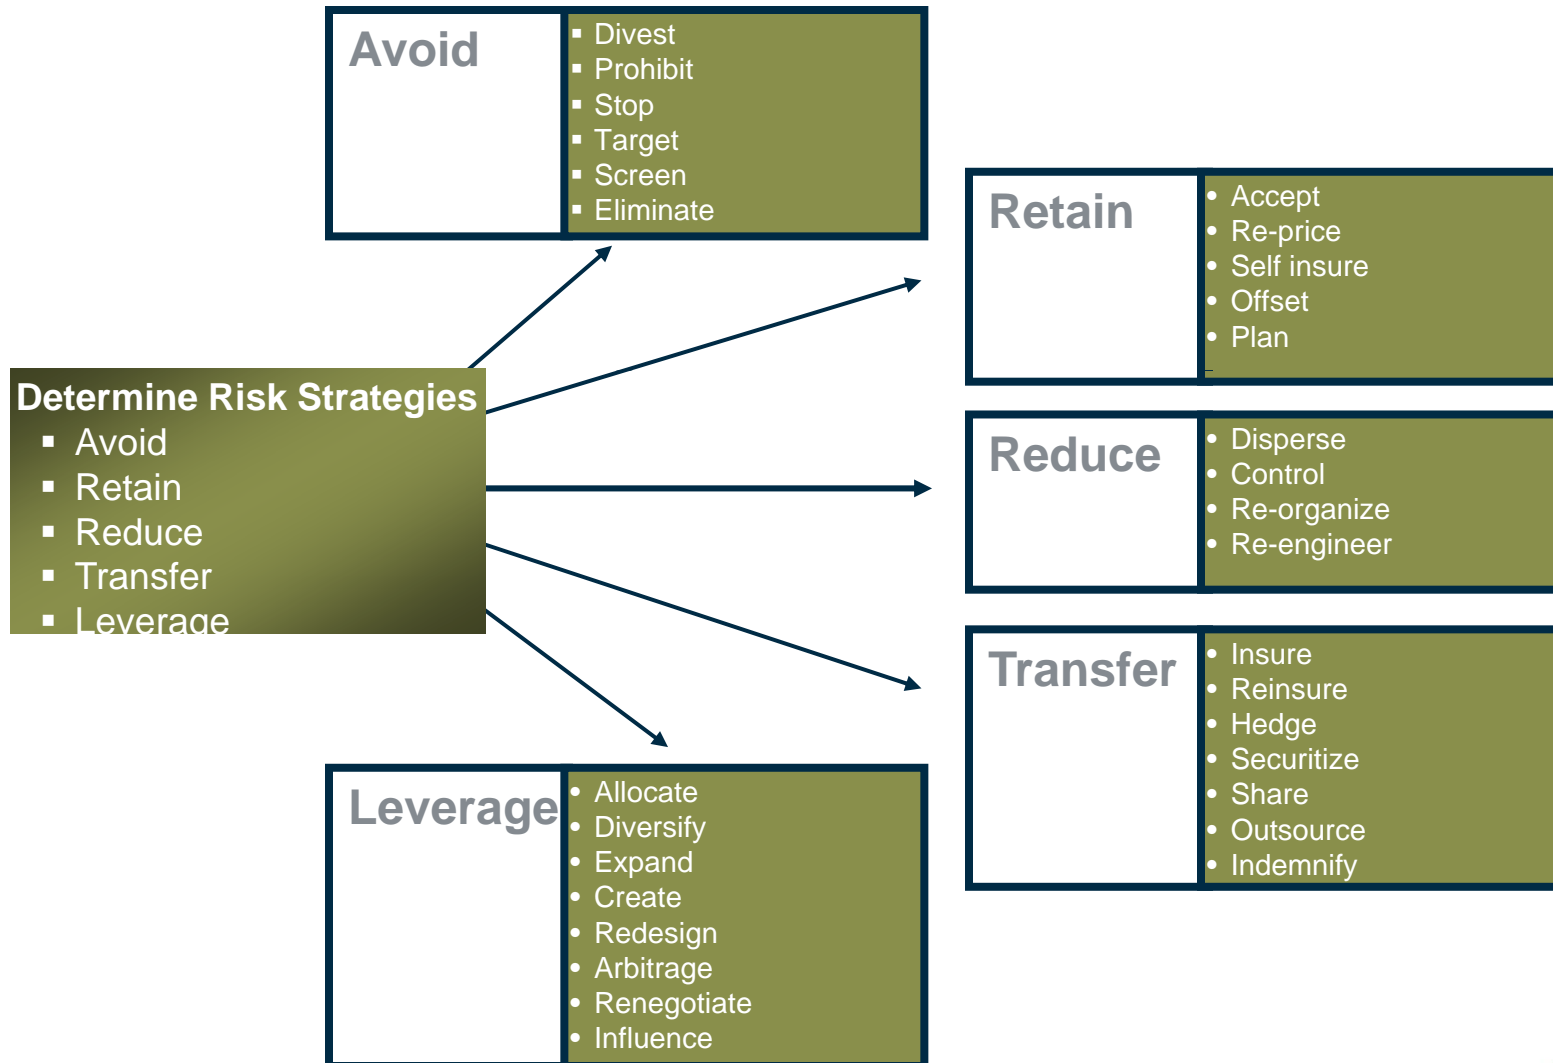 Avoid
▪ Divest
▪ Prohibit
▪ Stop
▪ Target
▪ Screen
▪ Eliminate
Retain
• Accept
• Re-price
• Self insure
• Offset
• Plan
Determine Risk Strategies
▪ Avoid
▪ Retain
▪ Reduce
▪ Transfer
▪ Leverage
Reduce
• Disperse
• Control
• Re-organize
• Re-engineer
Transfer
• Insure
• Reinsure
• Hedge
• Securitize
• Share
• Outsource
• Indemnify
Leverage
• Allocate
• Diversify
• Expand
• Create
• Redesign
• Arbitrage
• Renegotiate
• Influence